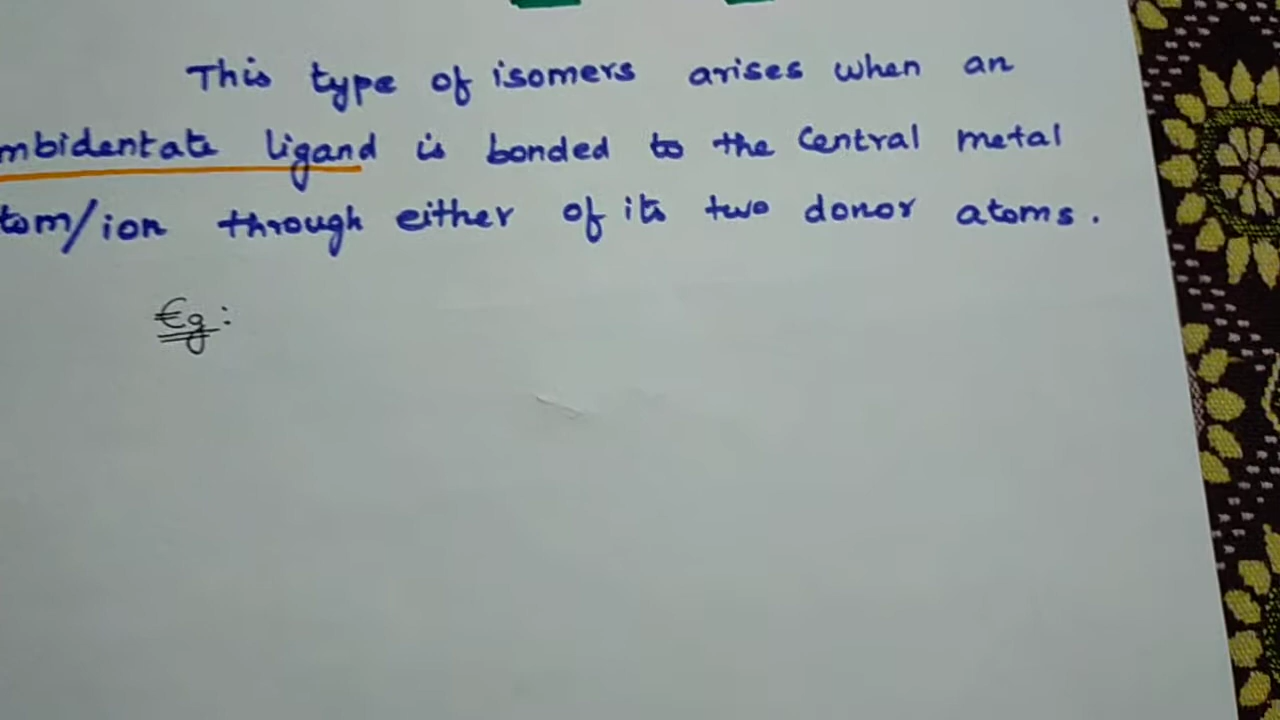 This type of isomers arises when an
mbidentate ligand is bonded to the central metal
tom/ion through either of its two donor atoms.
Eg: